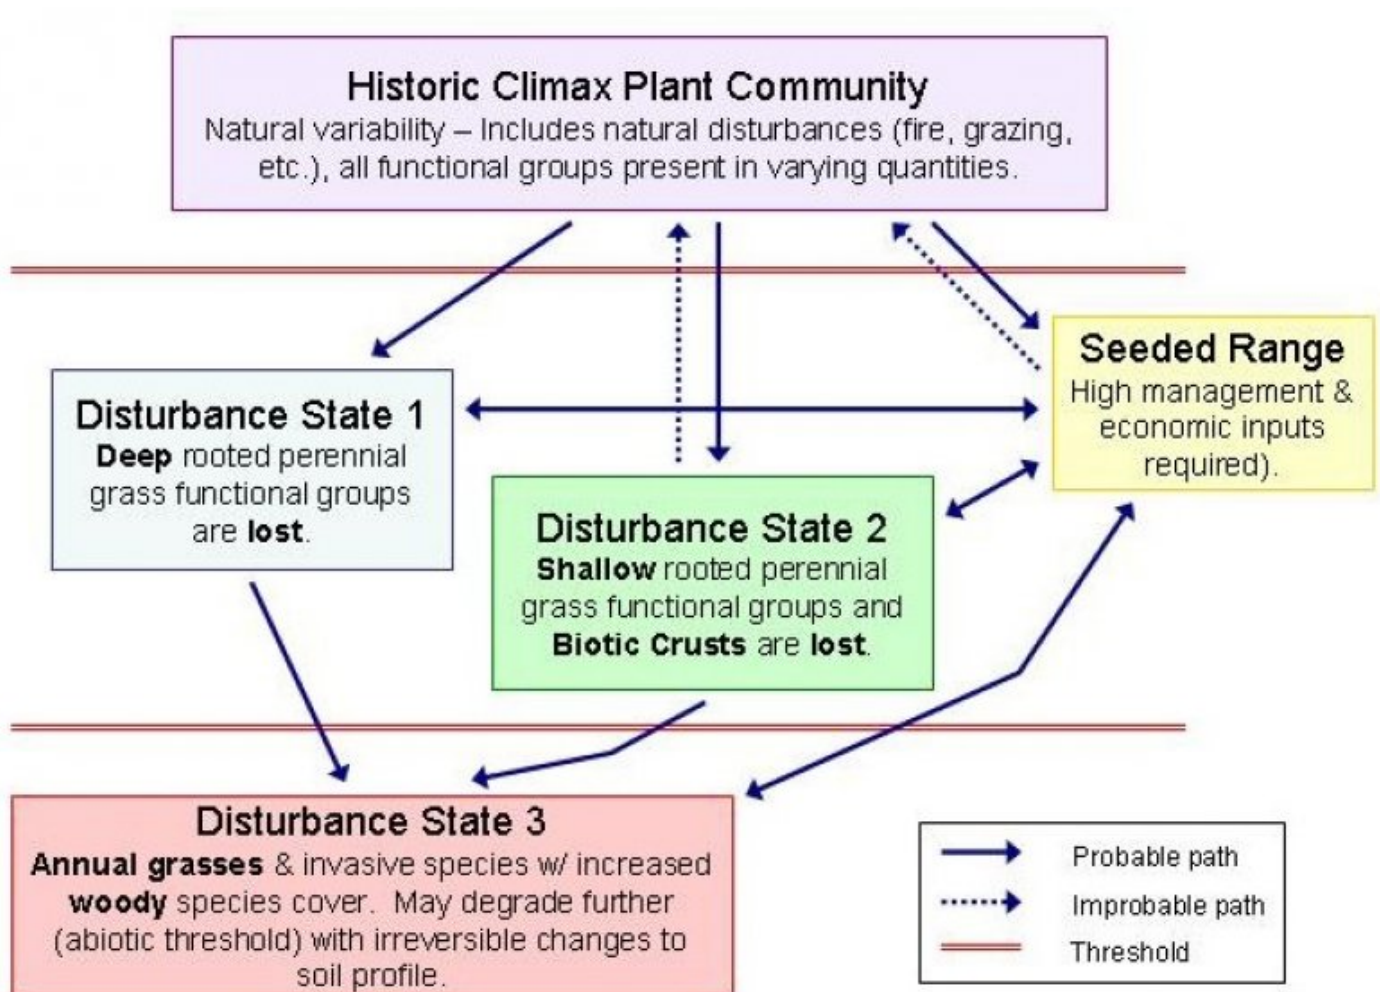 Historic Climax Plant Community
Natural variability – Includes natural disturbances (fire, grazing,
etc.), all functional groups present in varying quantities.
Seeded Range
High management &
economic inputs
required).
Disturbance State 1
Deep rooted perennial
grass functional groups
are lost.
Disturbance State 2
Shallow rooted perennial
grass functional groups and
Biotic Crusts are lost.
Disturbance State 3
Annual grasses & invasive species w/ increased
woody species cover. May degrade further
(abiotic threshold) with irreversible changes to
soil profile.
Probable path
Improbable path
Threshold